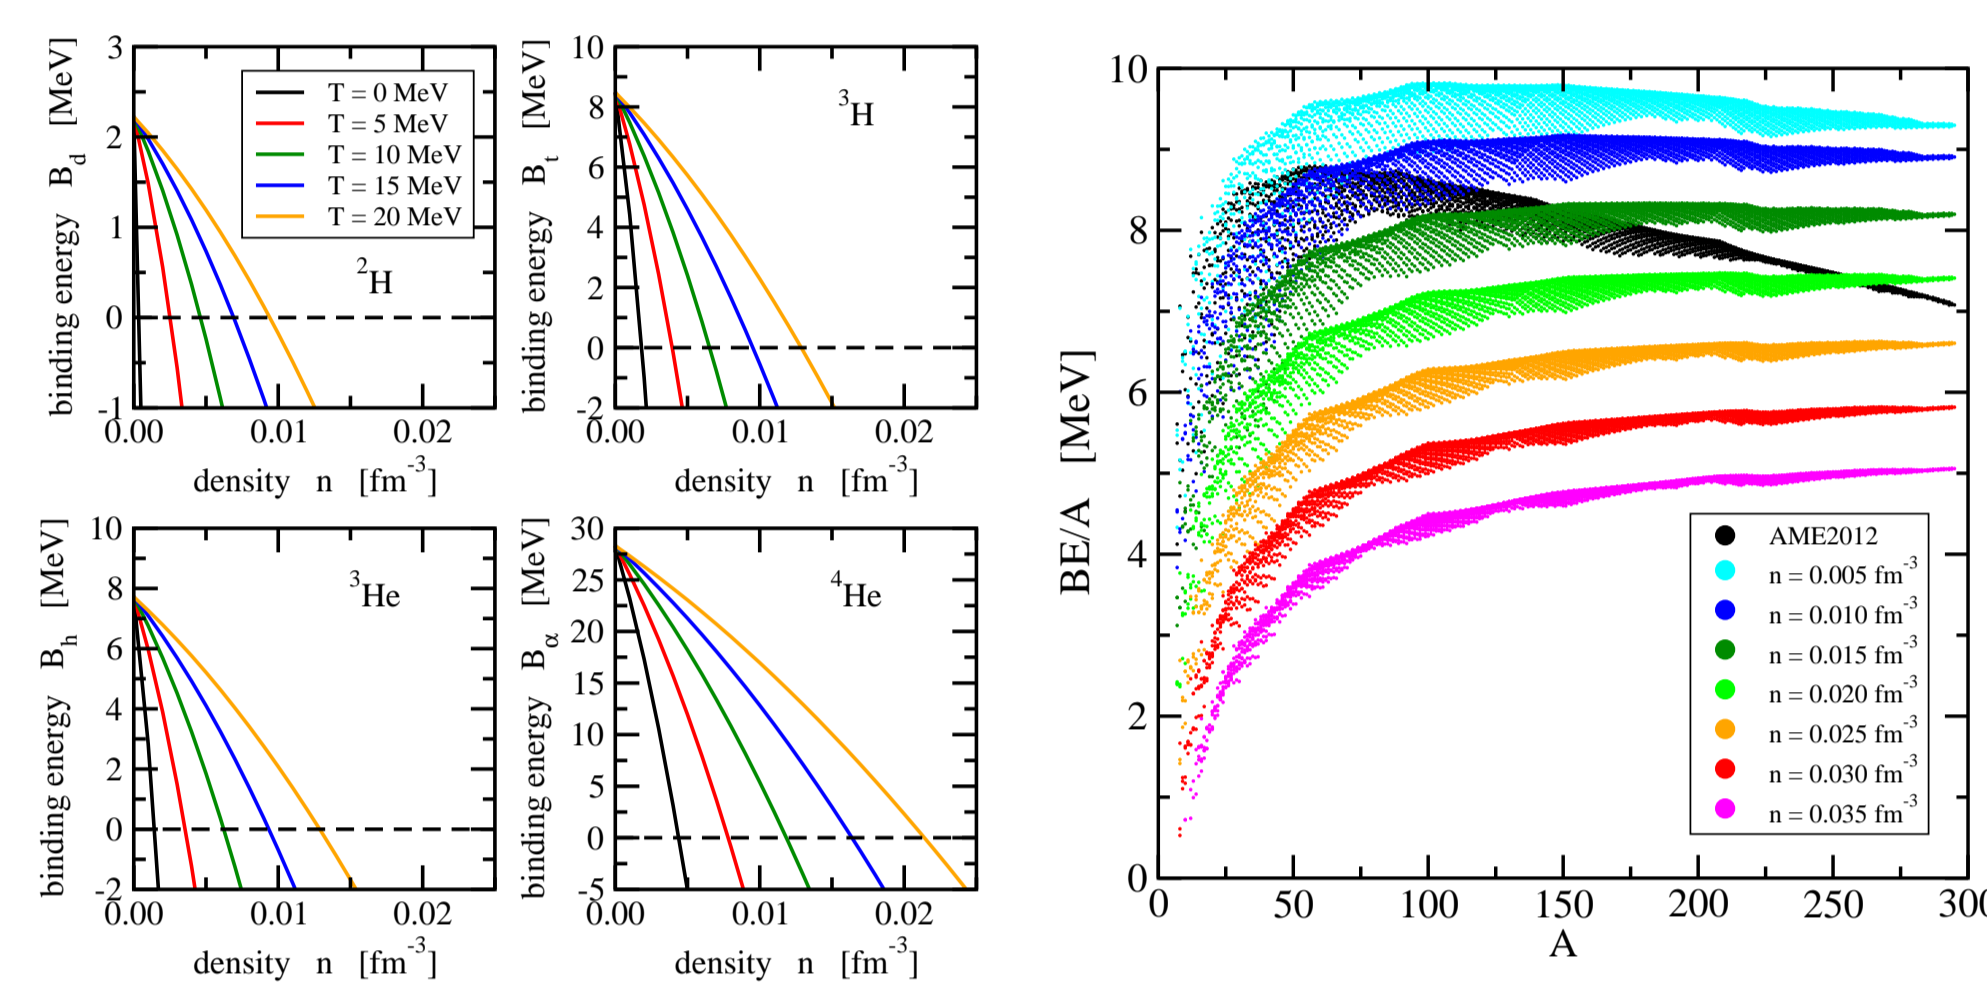 3
2
1
0
-1
binding energy B_d [MeV]
T = 0 MeV
T = 5 MeV
T = 10 MeV
T = 15 MeV
T = 20 MeV
²H
0.00 0.01 0.02
density n [fm⁻³]
10
8
6
4
2
0
-2
binding energy B_t [MeV]
³H
0.00 0.01 0.02
density n [fm⁻³]
10
8
6
4
2
0
-2
binding energy B_h [MeV]
³He
0.00 0.01 0.02
density n [fm⁻³]
30
25
20
15
10
5
0
-5
binding energy B_α [MeV]
⁴He
0.00 0.01 0.02
density n [fm⁻³]
10
8
6
4
2
0
BE/A [MeV]
AME2012
n = 0.005 fm⁻³
n = 0.010 fm⁻³
n = 0.015 fm⁻³
n = 0.020 fm⁻³
n = 0.025 fm⁻³
n = 0.030 fm⁻³
n = 0.035 fm⁻³
0 50 100 150 200 250 300
A